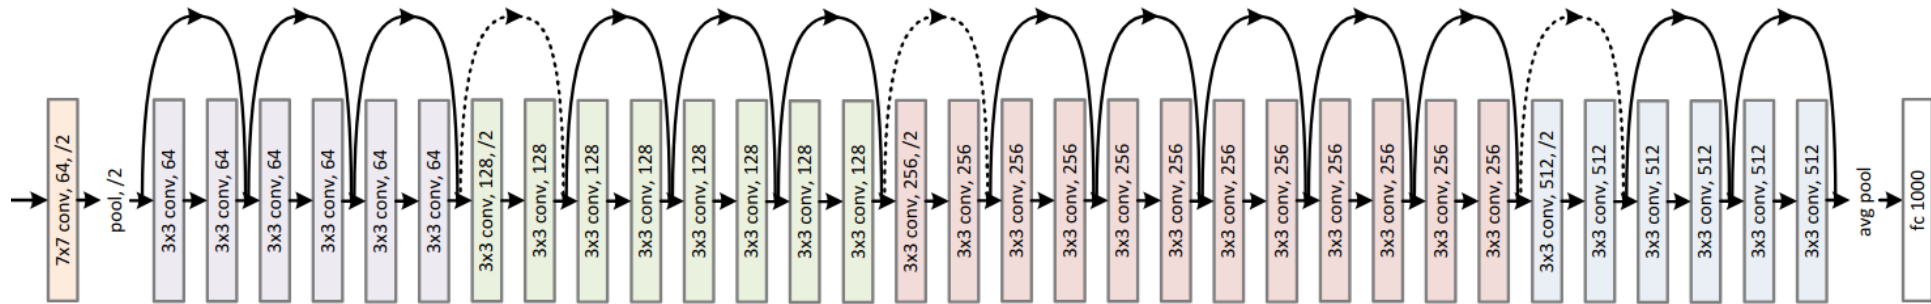 7x7 conv, 64, /2
pool, /2
3x3 conv, 64
3x3 conv, 64
3x3 conv, 64
3x3 conv, 64
3x3 conv, 64
3x3 conv, 64
3x3 conv, 128, /2
3x3 conv, 128
3x3 conv, 128
3x3 conv, 128
3x3 conv, 128
3x3 conv, 128
3x3 conv, 128
3x3 conv, 128
3x3 conv, 256, /2
3x3 conv, 256
3x3 conv, 256
3x3 conv, 256
3x3 conv, 256
3x3 conv, 256
3x3 conv, 256
3x3 conv, 256
3x3 conv, 256
3x3 conv, 256
3x3 conv, 256
3x3 conv, 256
3x3 conv, 512, /2
3x3 conv, 512
3x3 conv, 512
3x3 conv, 512
3x3 conv, 512
3x3 conv, 512
avg pool
fc 1000